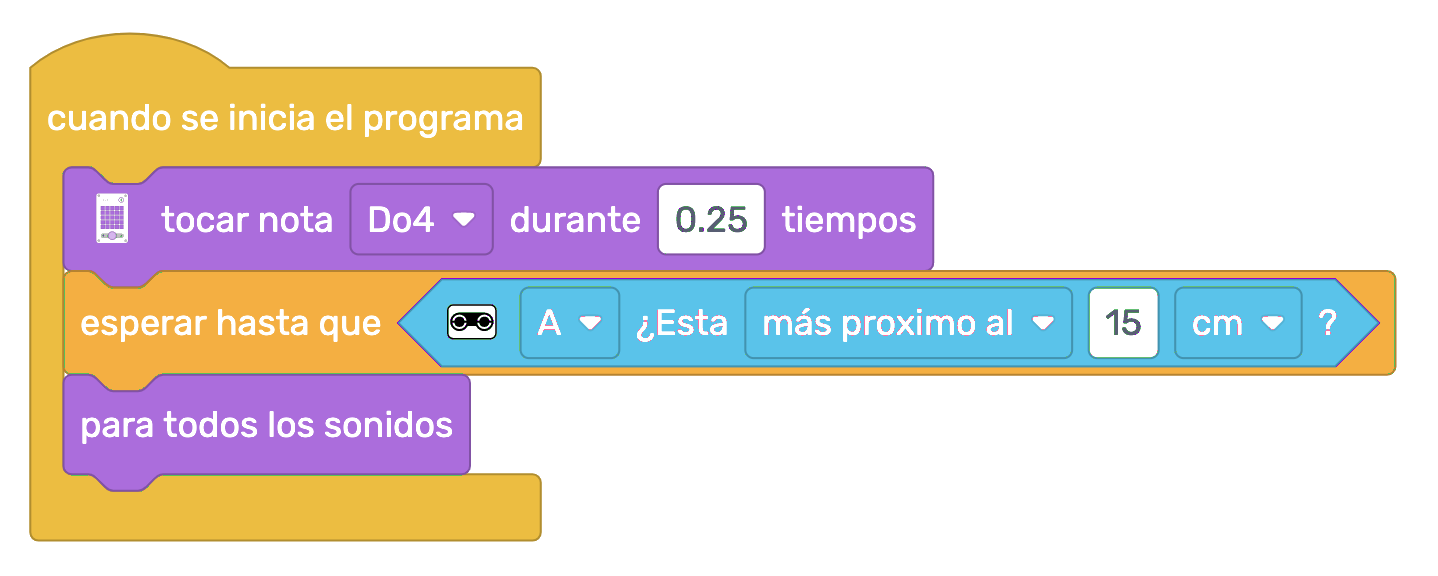 cuando se inicia el programa
tocar nota Do4 durante 0.25 tiempos
esperar hasta que A ¿Esta más proximo al 15 cm ?
para todos los sonidos